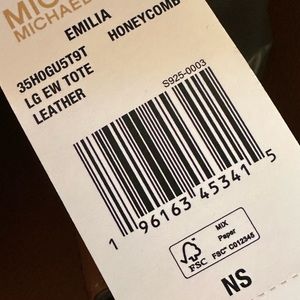 MICHAEL
EMILIA HONEYCOMB
35H0GU5T9T
LG EW TOTE
LEATHER
S925-0003
1 96163 45341 5
FSC
MIX
Paper
FSC® C012345
NS